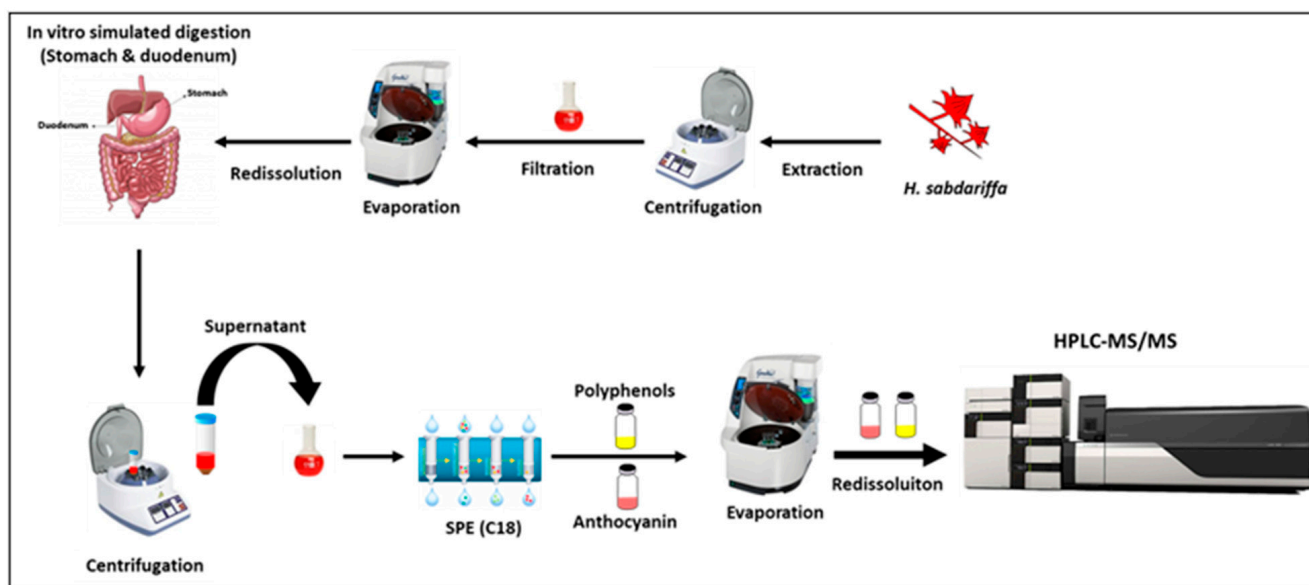 In vitro simulated digestion
(Stomach & duodenum)
Stomach
Duodenum
Redissolution
Evaporation
Filtration
Centrifugation
Extraction
H. sabdariffa
Supernatant
Centrifugation
SPE (C18)
Polyphenols
Anthocyanin
Evaporation
Redissoluiton
HPLC-MS/MS